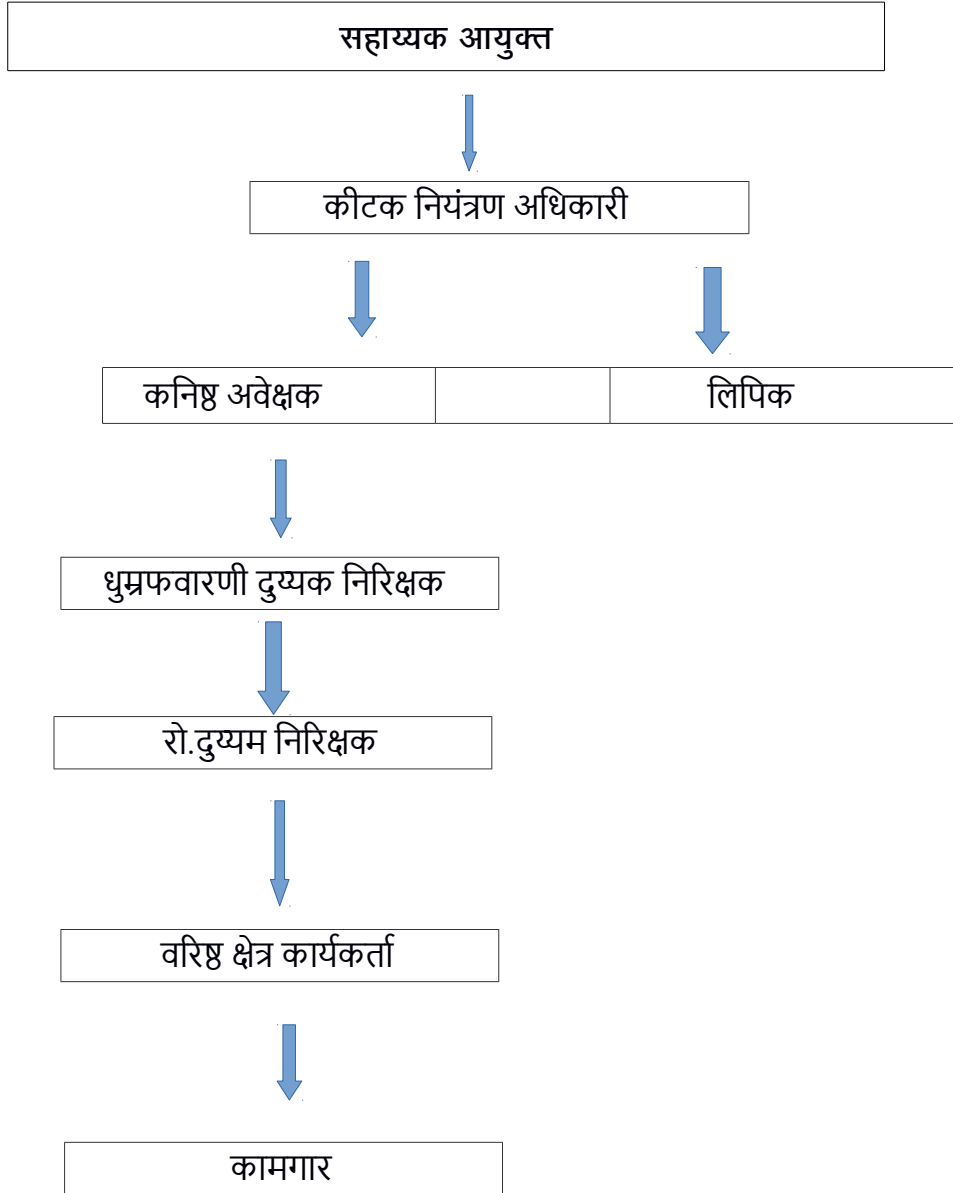 सहाय्यक आयुक्त
कीटक नियंत्रण अधिकारी
कनिष्ठ अवेक्षक
लिपिक
धुम्रफवारणी दुय्यक निरिक्षक
रो.दुय्यम निरिक्षक
वरिष्ठ क्षेत्र कार्यकर्ता
कामगार